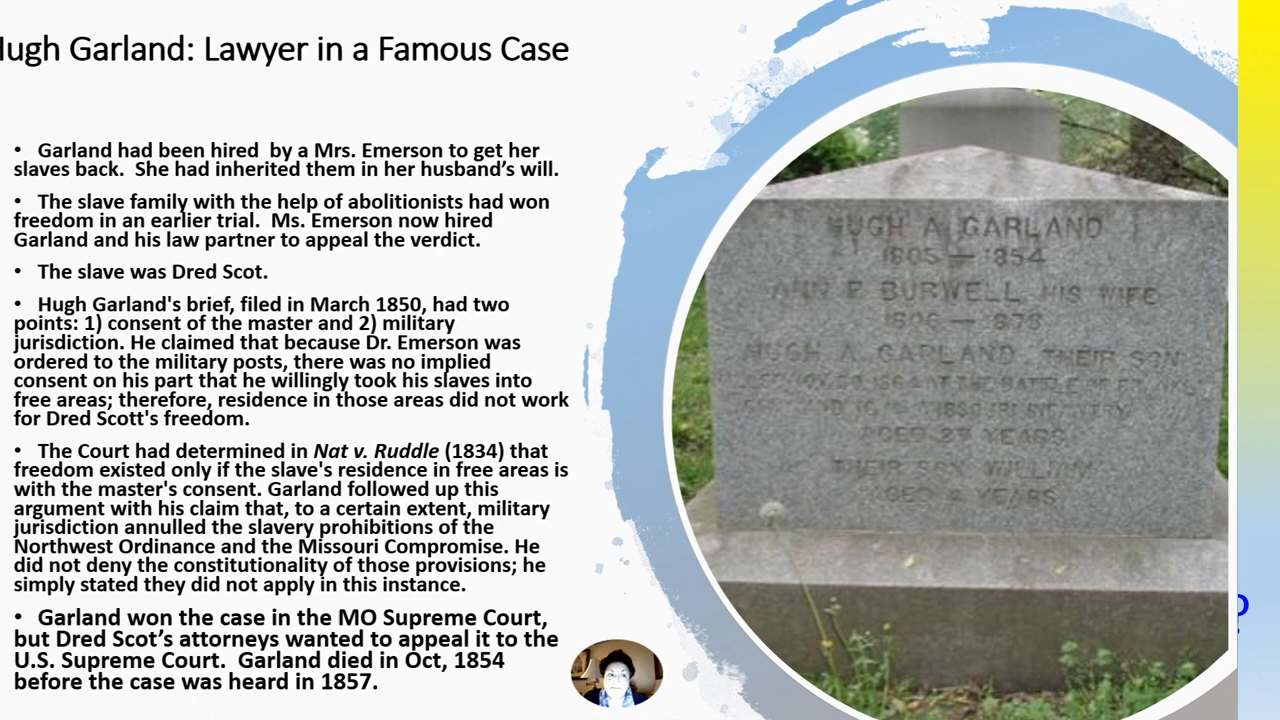 Hugh Garland: Lawyer in a Famous Case
• Garland had been hired by a Mrs. Emerson to get her
slaves back. She had inherited them in her husband's will.
• The slave family with the help of abolitionists had won
freedom in an earlier trial. Ms. Emerson now hired
Garland and his law partner to appeal the verdict.
• The slave was Dred Scot.
• Hugh Garland's brief, filed in March 1850, had two
points: 1) consent of the master and 2) military
jurisdiction. He claimed that because Dr. Emerson was
ordered to the military posts, there was no implied
consent on his part that he willingly took his slaves into
free areas; therefore, residence in those areas did not work
for Dred Scott's freedom.
• The Court had determined in Nat v. Ruddle (1834) that
freedom existed only if the slave's residence in free areas is
with the master's consent. Garland followed up this
argument with his claim that, to a certain extent, military
jurisdiction annulled the slavery prohibitions of the
Northwest Ordinance and the Missouri Compromise. He
did not deny the constitutionality of those provisions; he
simply stated they did not apply in this instance.
• Garland won the case in the MO Supreme Court,
but Dred Scot's attorneys wanted to appeal it to the
U.S. Supreme Court. Garland died in Oct, 1854
before the case was heard in 1857.
HUGH A GARLAND
1805 — 1854
ANN P BURWELL HIS WIFE
HUGH A GARLAND THEIR SON
AT THE BATTLE OF
AGED 27 YEARS
THEIR SON WILLIAM
AGED YEARS